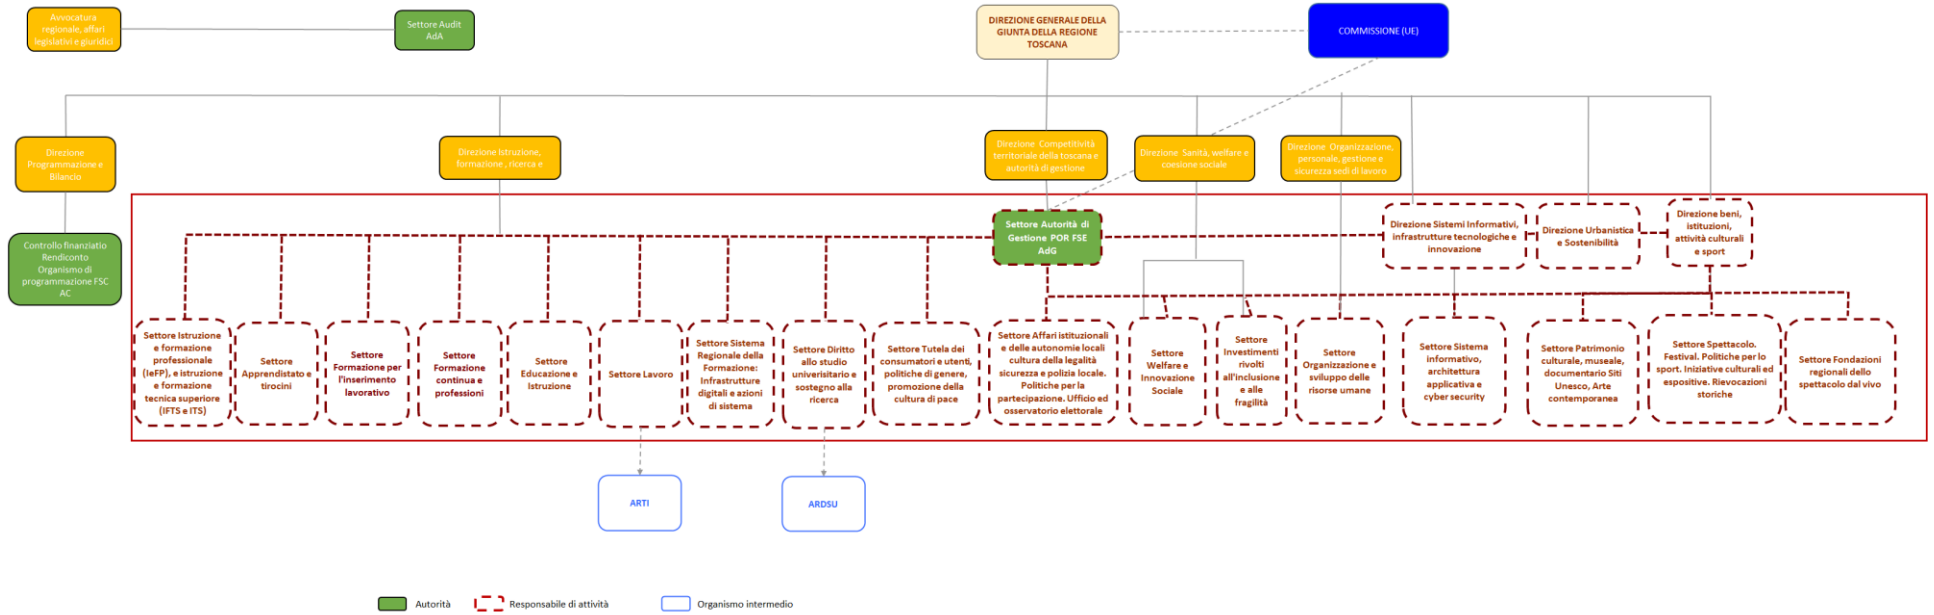 Avvocatura
regionale, affari
legislativi e giuridici
Settore Audit
AdA
DIREZIONE GENERALE DELLA
GIUNTA DELLA REGIONE
TOSCANA
COMMISSIONE (UE)
Direzione
Programmazione e
Bilancio
Direzione istruzione,
formazione , ricerca e
Direzione  Competitività
territoriale della toscana e
autorità di gestione
Direzione  Sanità, welfare e
coesione sociale
Direzione  Organizzazione,
personale, gestione e
sicurezza sedi di lavoro
Controllo finanziatio
Rendiconto
Organismo di
programmazione FSC
AC
Settore Autorità di
Gestione POR FSE
AdG
Direzione Sistemi Informativi,
infrastrutture tecnologiche e
innovazione
Direzione Urbanistica
e Sostenibilità
Direzione beni,
istituzioni,
attività culturali
e sport
Settore Istruzione
e formazione
professionale
(IeFP), e istruzione
e formazione
tecnica superiore
(IFTS e ITS)
Settore
Apprendistato e
tirocini
Settore
Formazione per
l'inserimento
lavorativo
Settore
Formazione
continua e
professioni
Settore
Educazione e
Istruzione
Settore Lavoro
Settore Sistema
Regionale della
Formazione:
Infrastrutture
digitali e azioni
di sistema
Settore Diritto
allo studio
univerisitario e
sostegno alla
ricerca
Settore Tutela dei
consumatori e utenti,
politiche di genere,
promozione della
cultura di pace
Settore Affari istituzionali
e delle autonomie locali
cultura della legalità
sicurezza e polizia locale.
Politiche per la
partecipazione. Ufficio ed
osservatorio elettorale
Settore
Welfare e
Innovazione
Sociale
Settore
Investimenti
rivolti
all'inclusione
e alle
fragilità
Settore
Organizzazione e
sviluppo delle
risorse umane
Settore Sistema
informativo,
architettura
applicativa e
cyber security
Settore Patrimonio
culturale, museale,
documentario Siti
Unesco, Arte
contemporanea
Settore Spettacolo.
Festival. Politiche per lo
sport. Iniziative culturali ed
espositive. Rievocazioni
storiche
Settore Fondazioni
regionali dello
spettacolo dal vivo
ARTI
ARDSU
Autorità
Responsabile di attività
Organismo intermedio